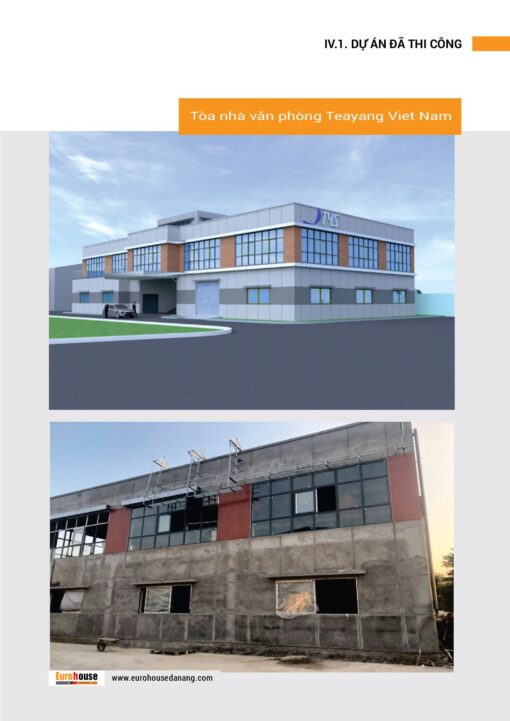 IV.1. DỰ ÁN ĐÃ THI CÔNG
Tòa nhà văn phòng Teayang Viet Nam
TYS
Eurohouse
www.eurohousedanang.com